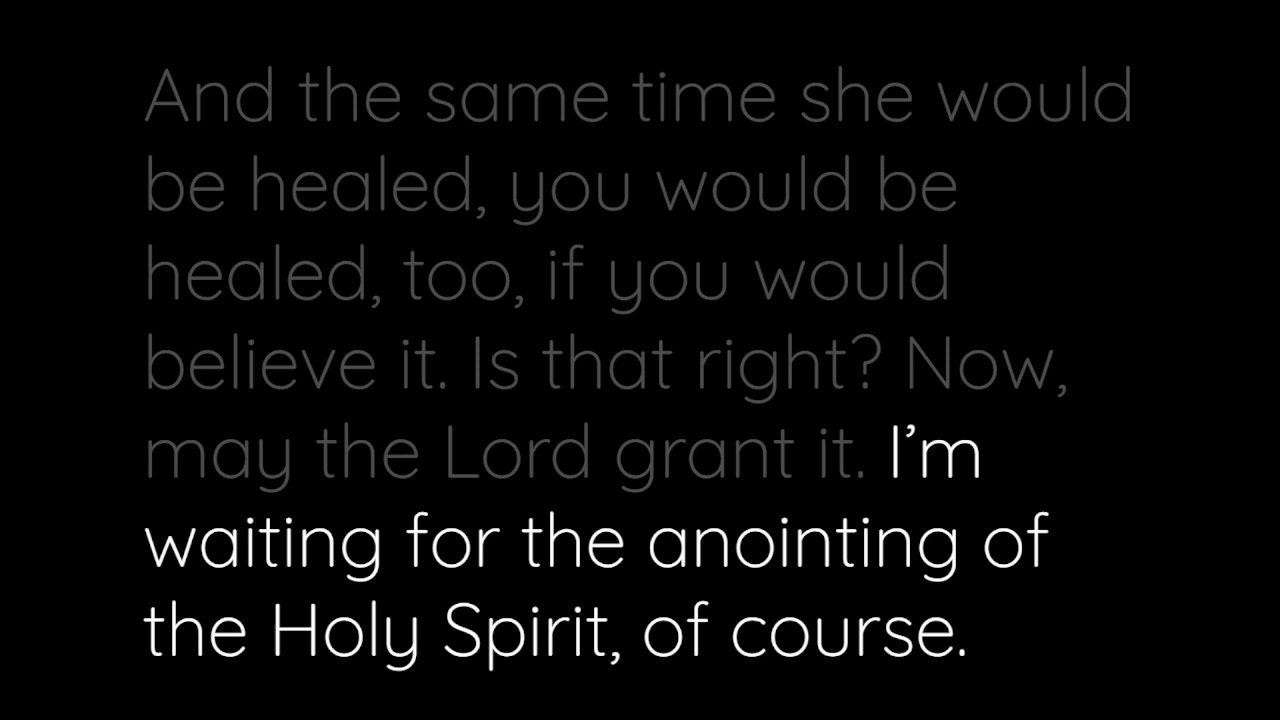 And the same time she would
be healed, you would be
healed, too, if you would
believe it. Is that right? Now,
may the Lord grant it. I’m
waiting for the anointing of
the Holy Spirit, of course.